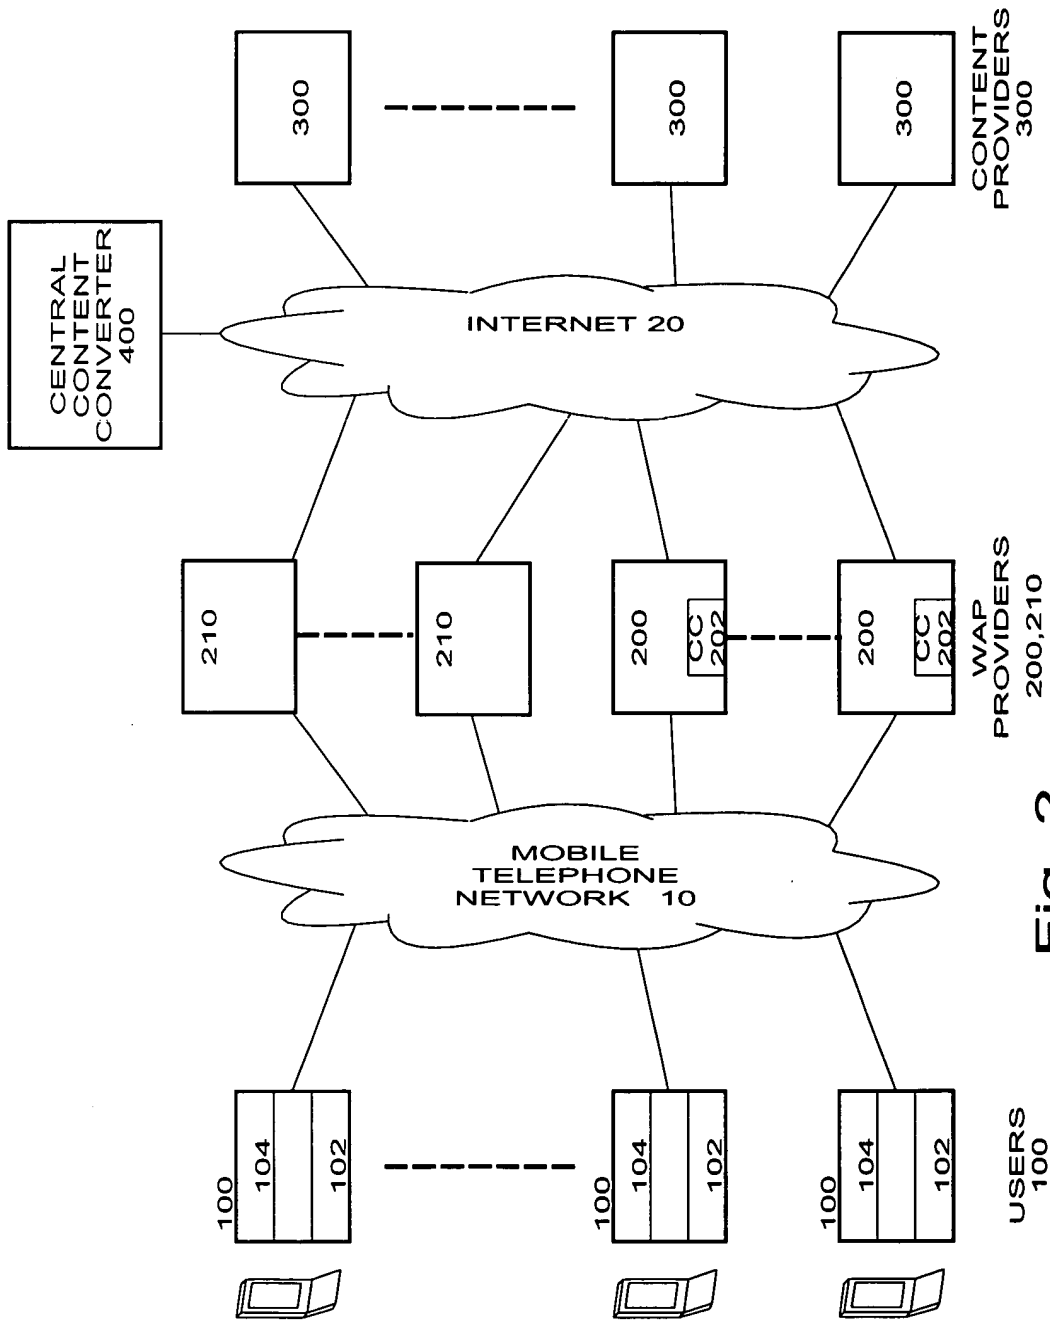 CENTRAL
CONTENT
CONVERTER
400
100
104
102
210
300
210
MOBILE
TELEPHONE
NETWORK 10
INTERNET 20
100
104
102
200
CC
202
300
100
104
102
200
CC
202
300
USERS
100
WAP
PROVIDERS
200,210
CONTENT
PROVIDERS
300